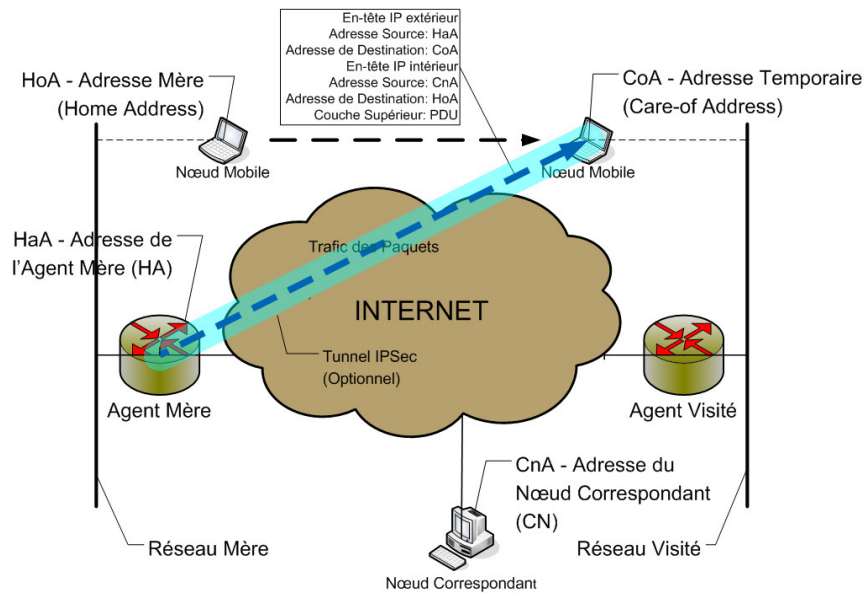 En-tête IP extérieur
Adresse Source: HaA
Adresse de Destination: CoA
En-tête IP intérieur
Adresse Source: CnA
Adresse de Destination: HoA
Couche Supérieur: PDU
HoA - Adresse Mère
(Home Address)
CoA - Adresse Temporaire
(Care-of Address)
Nœud Mobile
Nœud Mobile
HaA - Adresse de
l'Agent Mère (HA)
Trafic des Paquets
INTERNET
Tunnel IPSec
(Optionnel)
Agent Mère
Agent Visité
CnA - Adresse du
Nœud Correspondant
(CN)
Réseau Mère
Réseau Visité
Nœud Correspondant